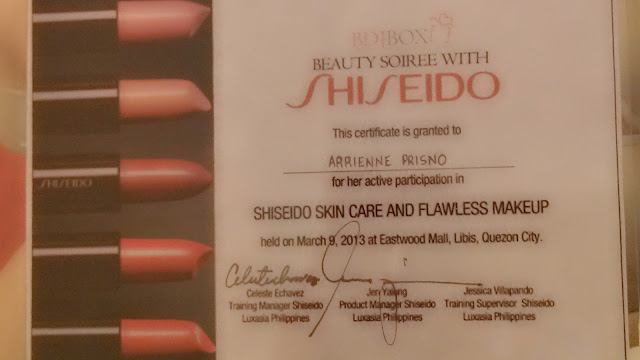 BDJBOX
BEAUTY SOIREE WITH
SHISEIDO
This certificate is granted to
ARRIENNE PRISNO
for her active participation in
SHISEIDO SKIN CARE AND FLAWLESS MAKEUP
held on March 9, 2013 at Eastwood Mall, Libis, Quezon City.
Celeste Echavez
Training Manager Shiseido
Luxasia Philippines
Jen
Product Manager Shiseido
Luxasia Philippines
Jessica Villapando
Training Supervisor Shiseido
Luxasia Philippines
SHISEIDO